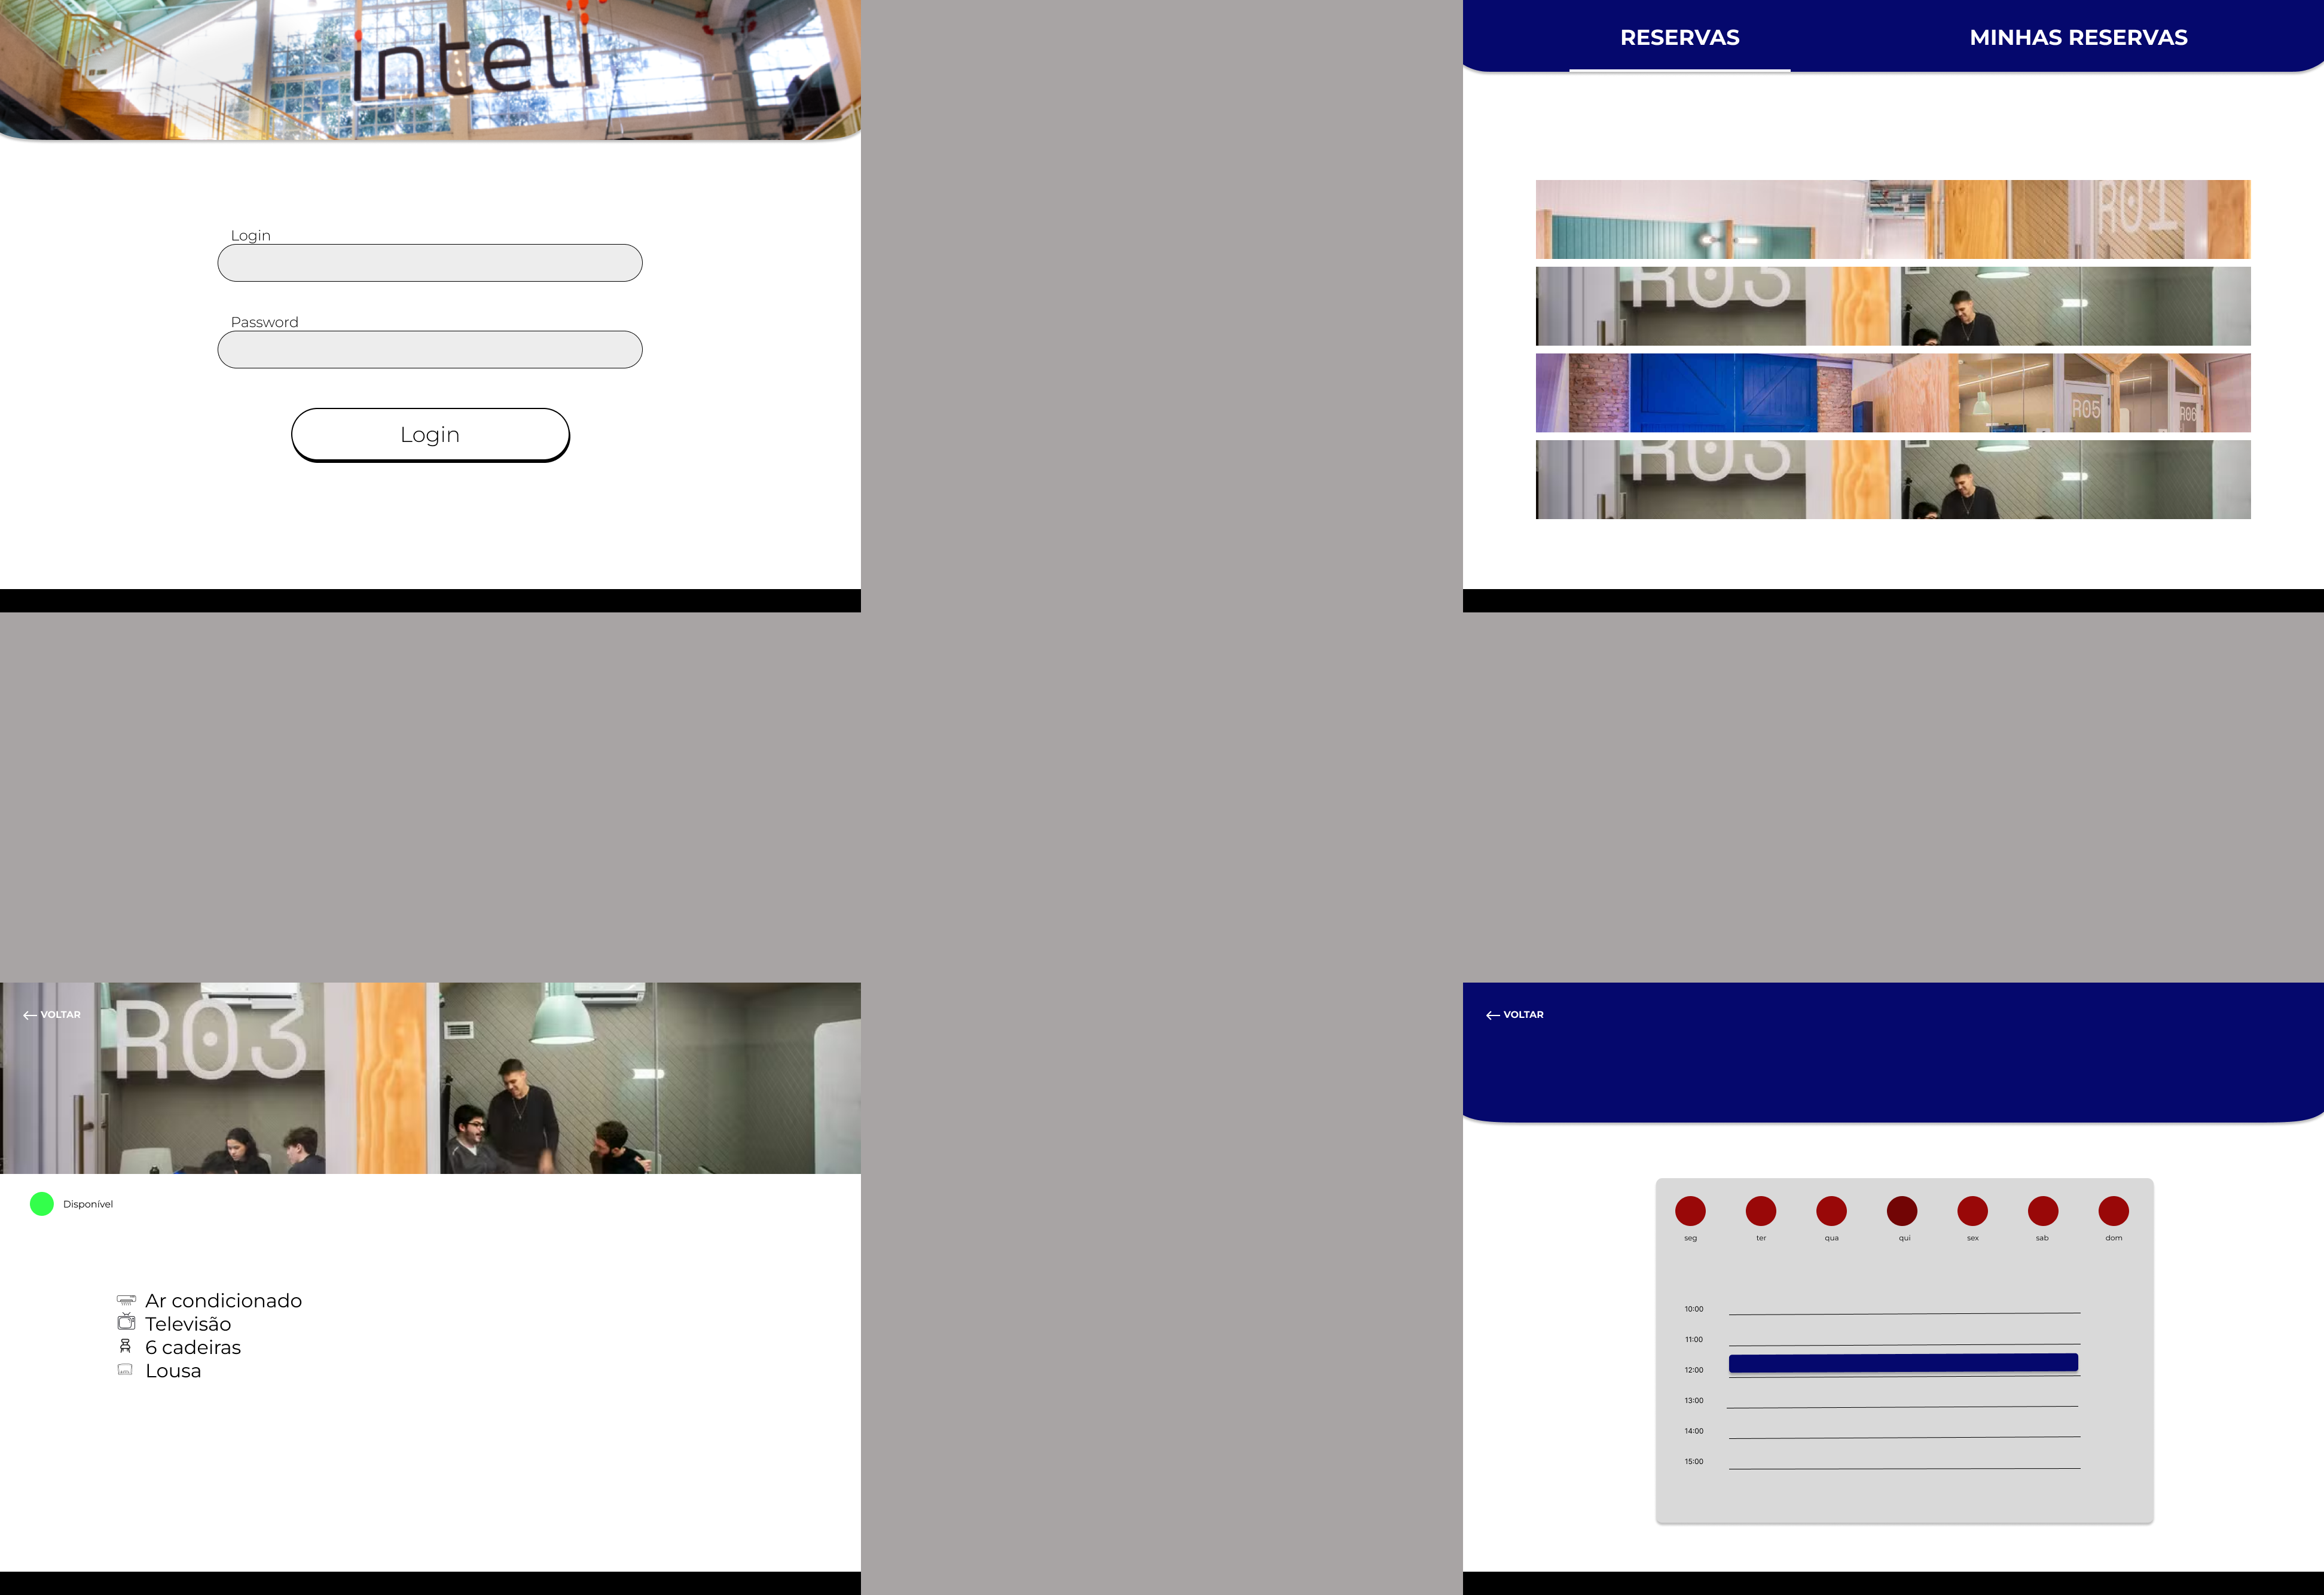 inteli
Login
Password
Login
RESERVAS
MINHAS RESERVAS
R01
R03
R05
R06
R03
VOLTAR
R03
Disponível
Ar condicionado
Televisão
6 cadeiras
Lousa
VOLTAR
seg ter qua qui sex sab dom
10:00
11:00
12:00
13:00
14:00
15:00